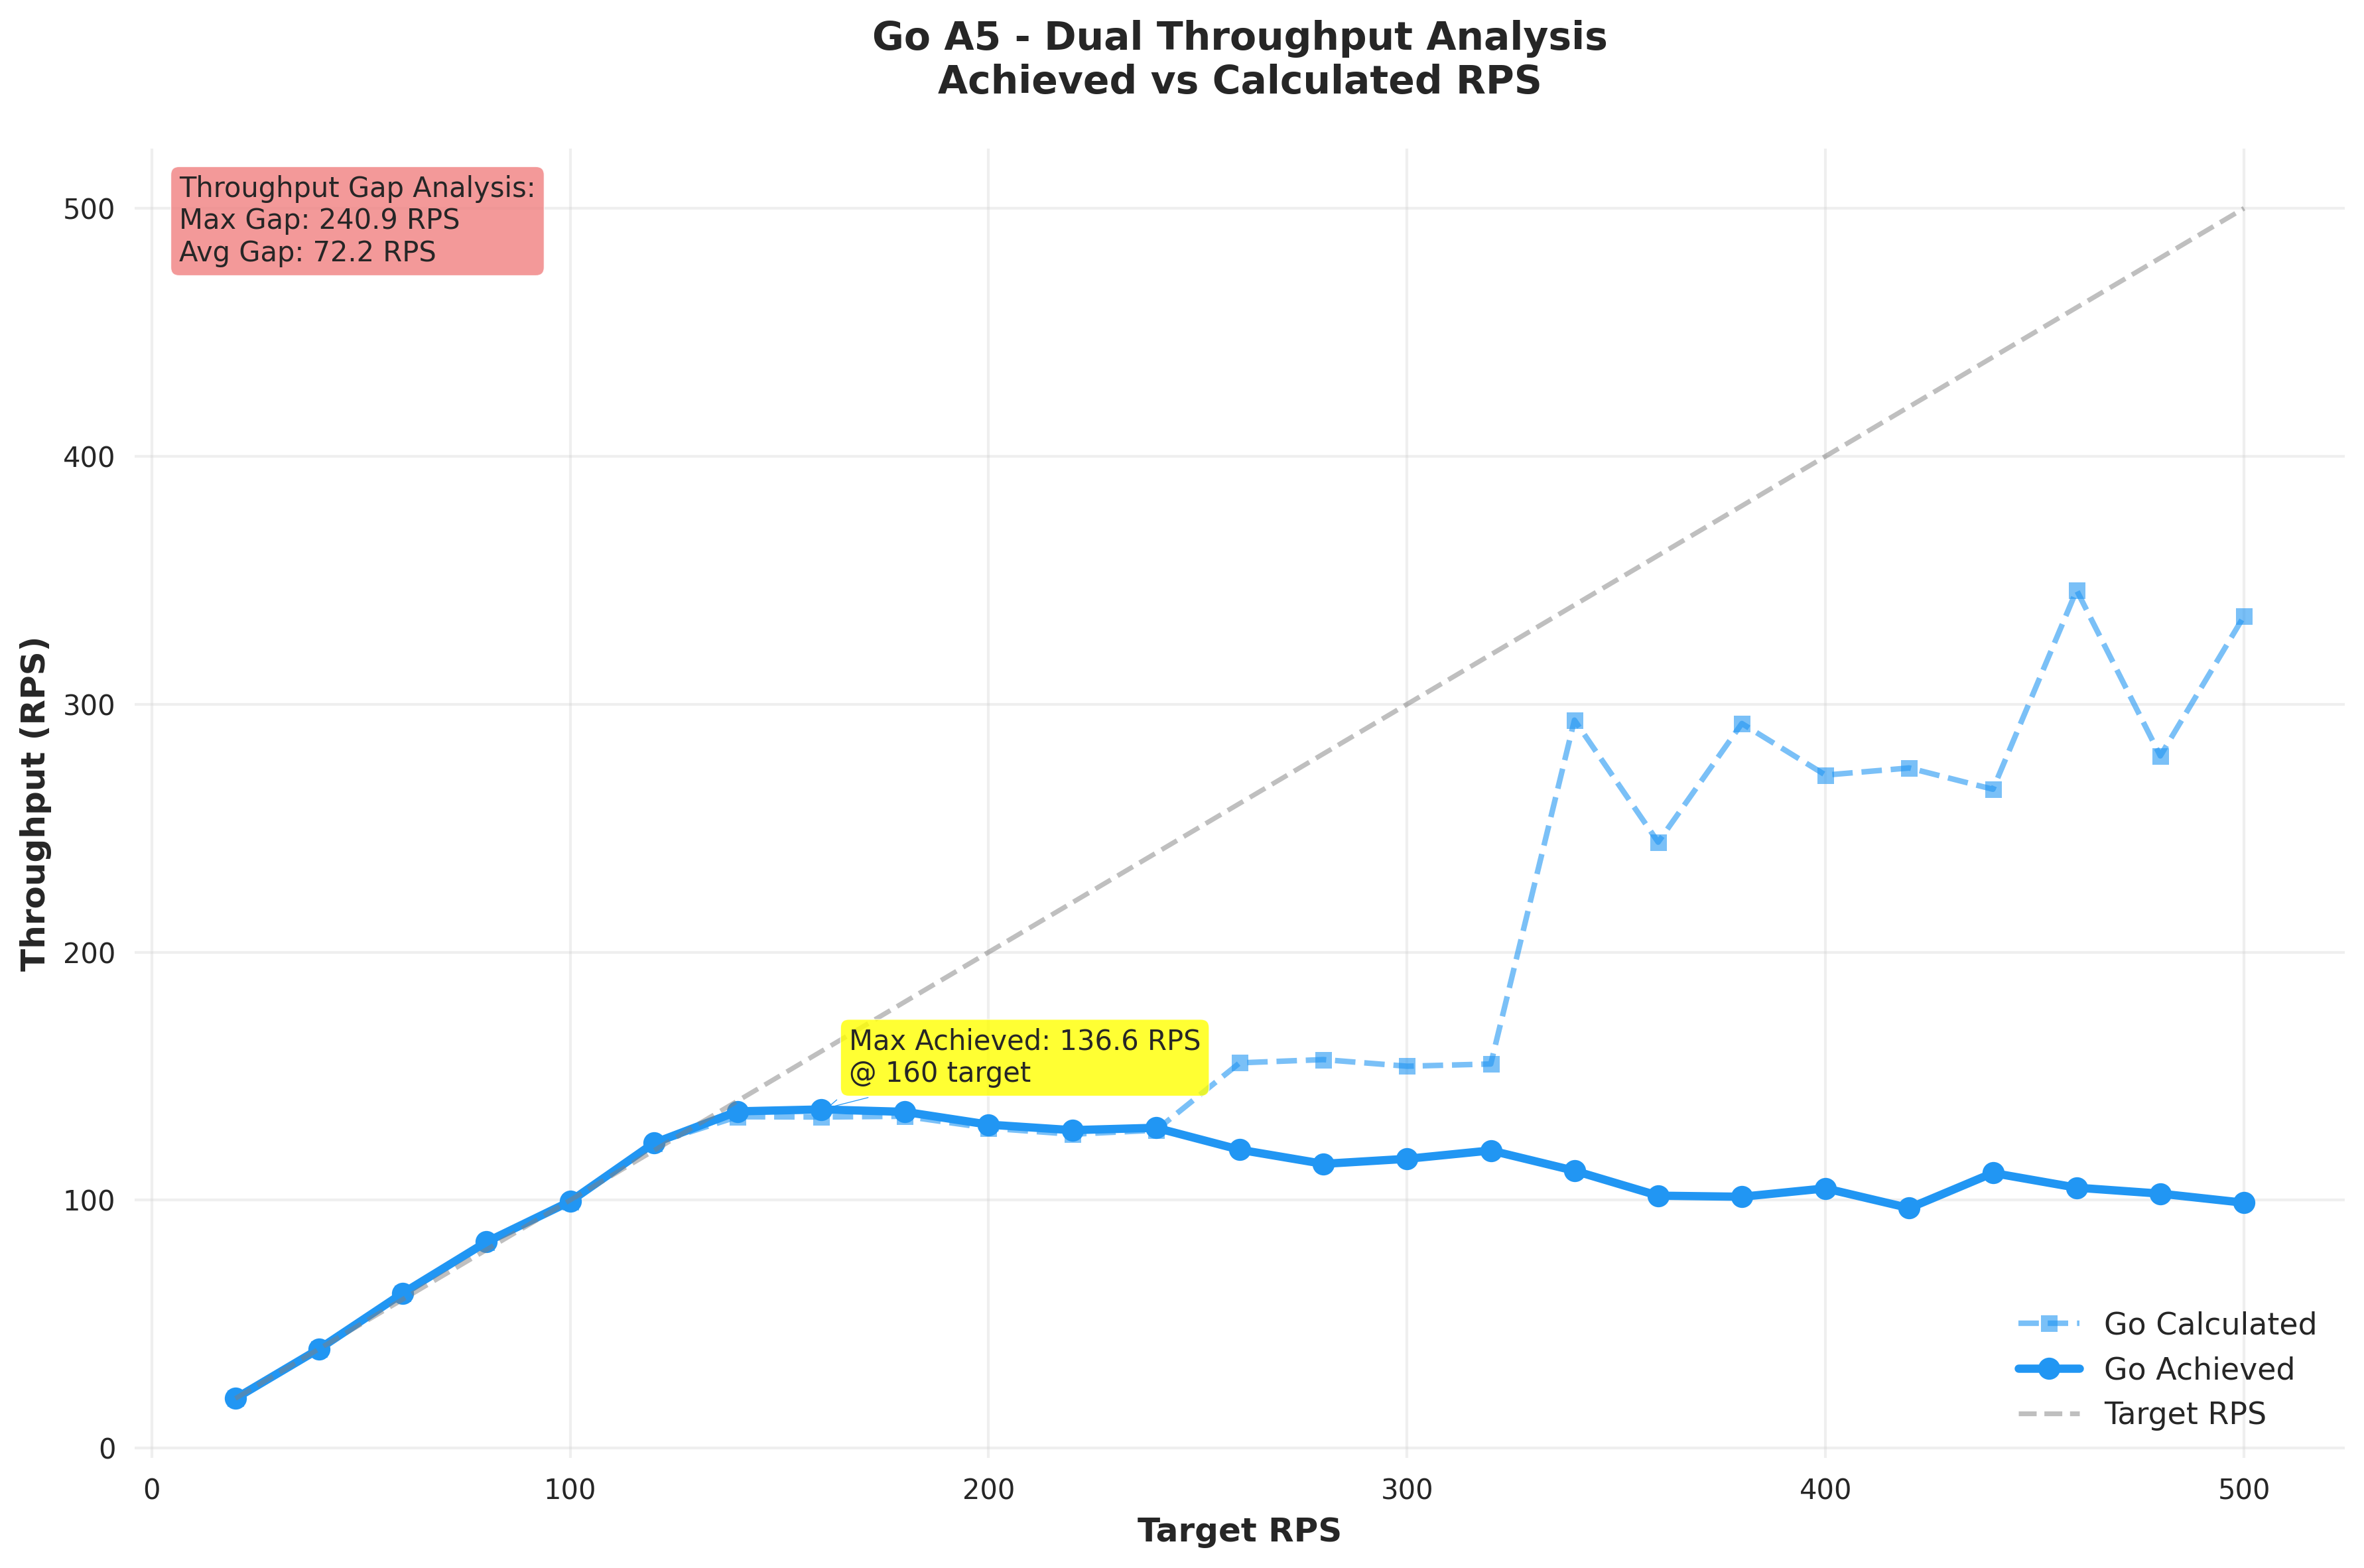 Go A5 - Dual Throughput Analysis
Achieved vs Calculated RPS
Throughput Gap Analysis:
Max Gap: 240.9 RPS
Avg Gap: 72.2 RPS
Throughput (RPS)
500
400
300
200
100
0
Max Achieved: 136.6 RPS
@ 160 target
Go Calculated
Go Achieved
Target RPS
0
100
200
300
400
500
Target RPS